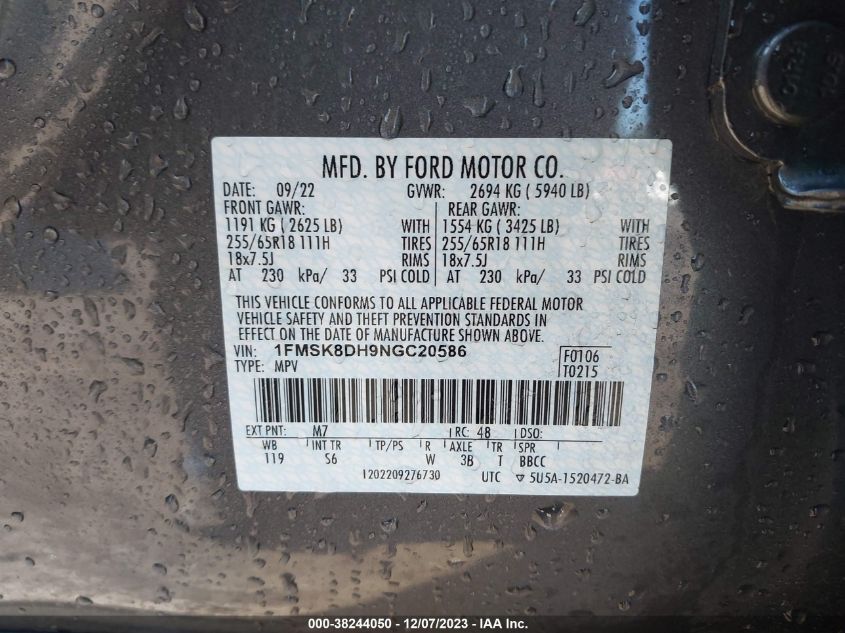 MFD. BY FORD MOTOR CO.
DATE: 09/22 GVWR: 2694 KG ( 5940 LB)
FRONT GAWR: REAR GAWR:
1191 KG ( 2625 LB) WITH 1554 KG ( 3425 LB) WITH
255/65R18 111H TIRES 255/65R18 111H TIRES
18x7.5J RIMS 18x7.5J RIMS
AT 230 kPa/ 33 PSI COLD AT 230 kPa/ 33 PSI COLD
THIS VEHICLE CONFORMS TO ALL APPLICABLE FEDERAL MOTOR
VEHICLE SAFETY AND THEFT PREVENTION STANDARDS IN
EFFECT ON THE DATE OF MANUFACTURE SHOWN ABOVE.
VIN: 1FMSK8DH9NGC20586 F0106
TYPE: MPV T0215
EXT PNT: M7 RC: 48 DSO:
WB INT TR TP/PS R AXLE TR SPR
119 S6 W 3B T BBCC
1202209276730 UTC 5U5A-1520472-BA
000-38244050 - 12/07/2023 - IAA Inc.